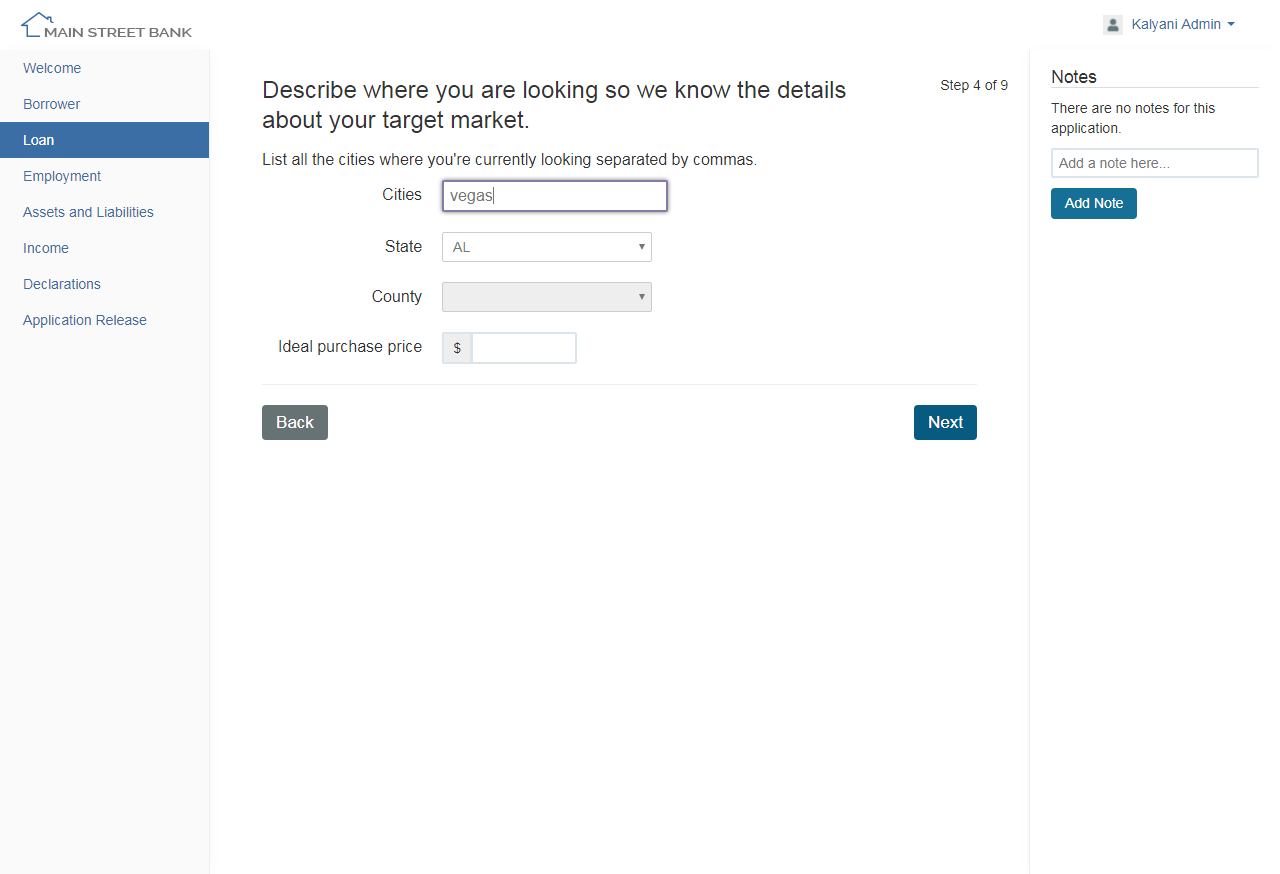 MAIN STREET BANK
Kalyani Admin
Welcome
Borrower
Loan
Employment
Assets and Liabilities
Income
Declarations
Application Release
Describe where you are looking so we know the details
about your target market.
Step 4 of 9
List all the cities where you're currently looking separated by commas.
Cities vegas
State AL
County
Ideal purchase price $
Back Next
Notes
There are no notes for this
application.
Add a note here...
Add Note